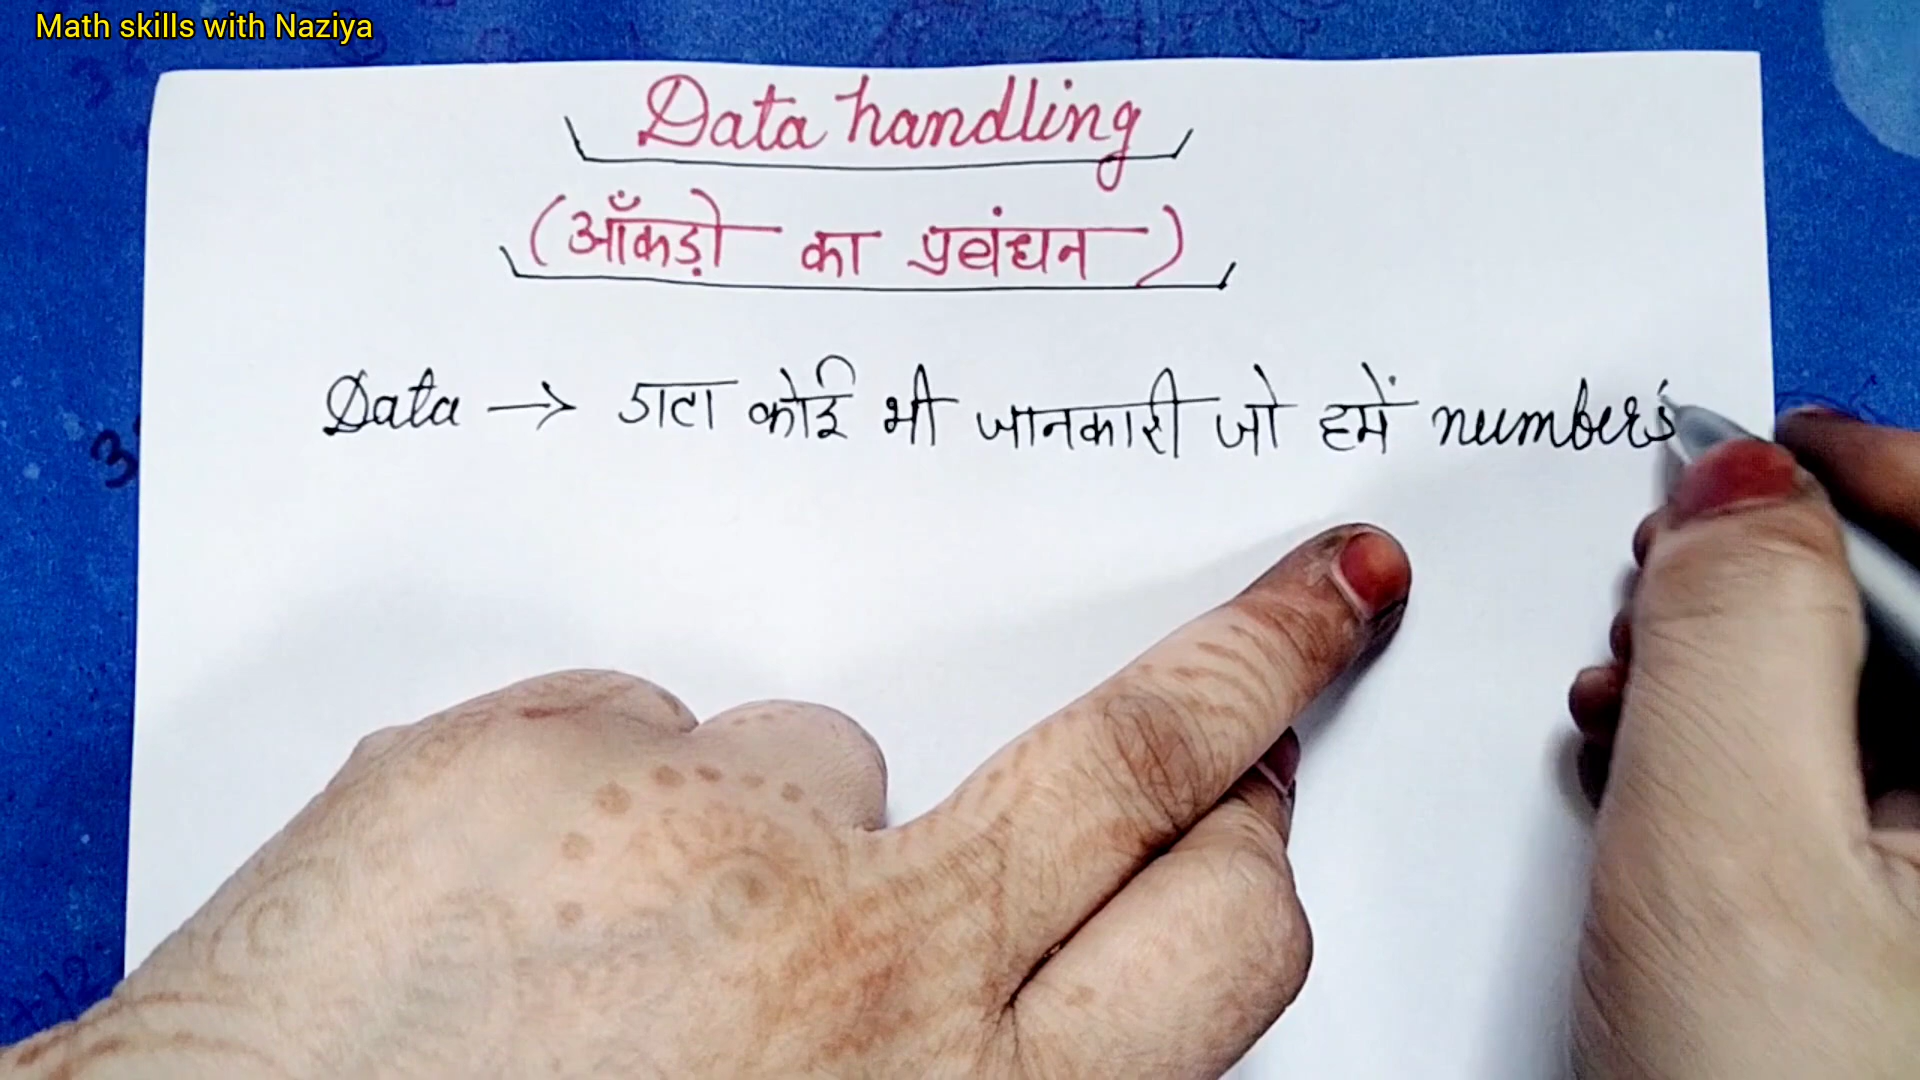 Math skills with Naziya
Data handling
(आँकड़ो का प्रबंधन)
Data → डाटा कोई भी जानकारी जो हमें numbers